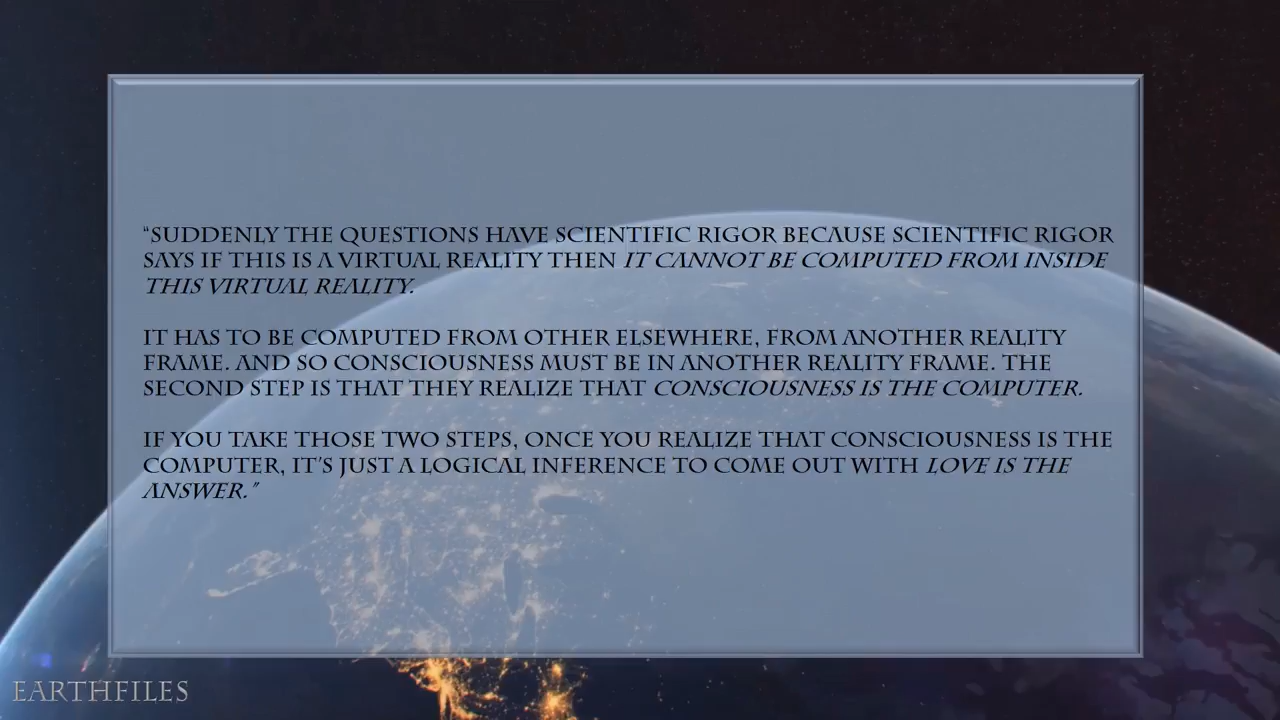 “SUDDENLY THE QUESTIONS HAVE SCIENTIFIC RIGOR BECAUSE SCIENTIFIC RIGOR
SAYS IF THIS IS A VIRTUAL REALITY THEN IT CANNOT BE COMPUTED FROM INSIDE
THIS VIRTUAL REALITY.
IT HAS TO BE COMPUTED FROM OTHER ELSEWHERE, FROM ANOTHER REALITY
FRAME. AND SO CONSCIOUSNESS MUST BE IN ANOTHER REALITY FRAME. THE
SECOND STEP IS THAT THEY REALIZE THAT CONSCIOUSNESS IS THE COMPUTER.
IF YOU TAKE THOSE TWO STEPS, ONCE YOU REALIZE THAT CONSCIOUSNESS IS THE
COMPUTER, IT'S JUST A LOGICAL INFERENCE TO COME OUT WITH LOVE IS THE
ANSWER.”
EARTHFILES